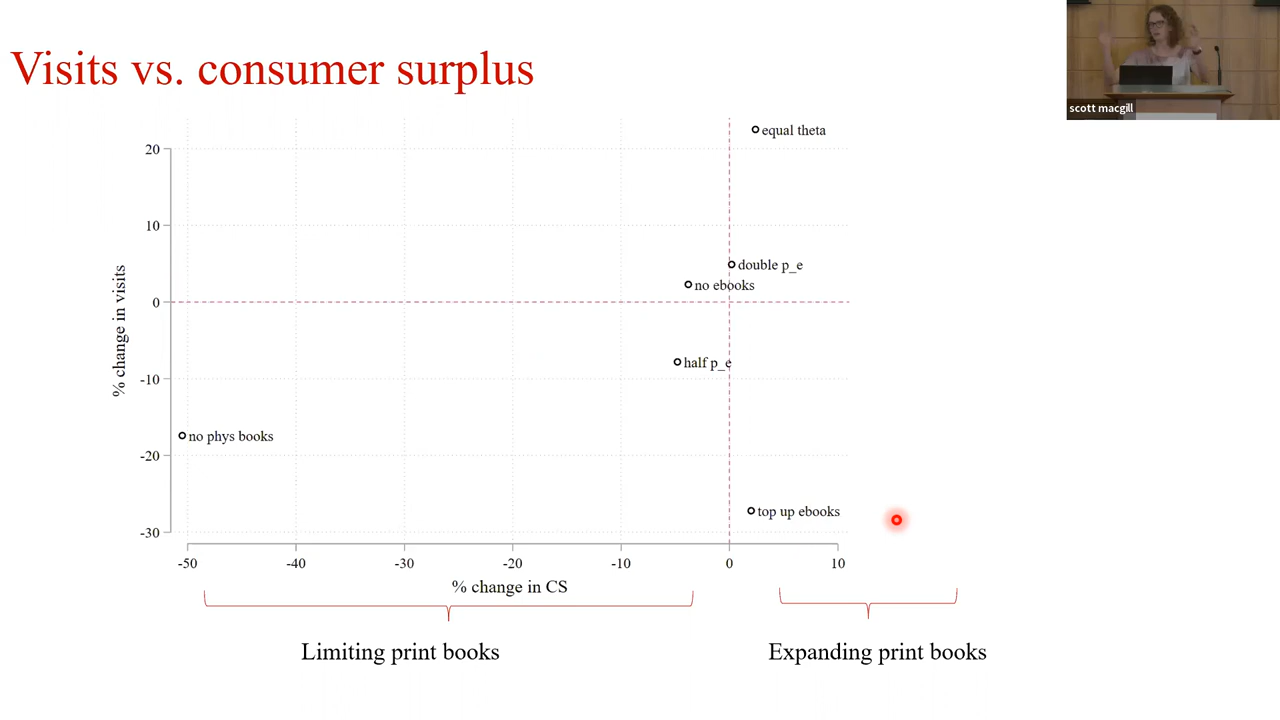 Visits vs. consumer surplus
scott macgill
% change in visits
20
10
0
-10
-20
-30
equal theta
double p_e
no ebooks
half p_e
no phys books
top up ebooks
-50 -40 -30 -20 -10 0 10
% change in CS
Limiting print books
Expanding print books